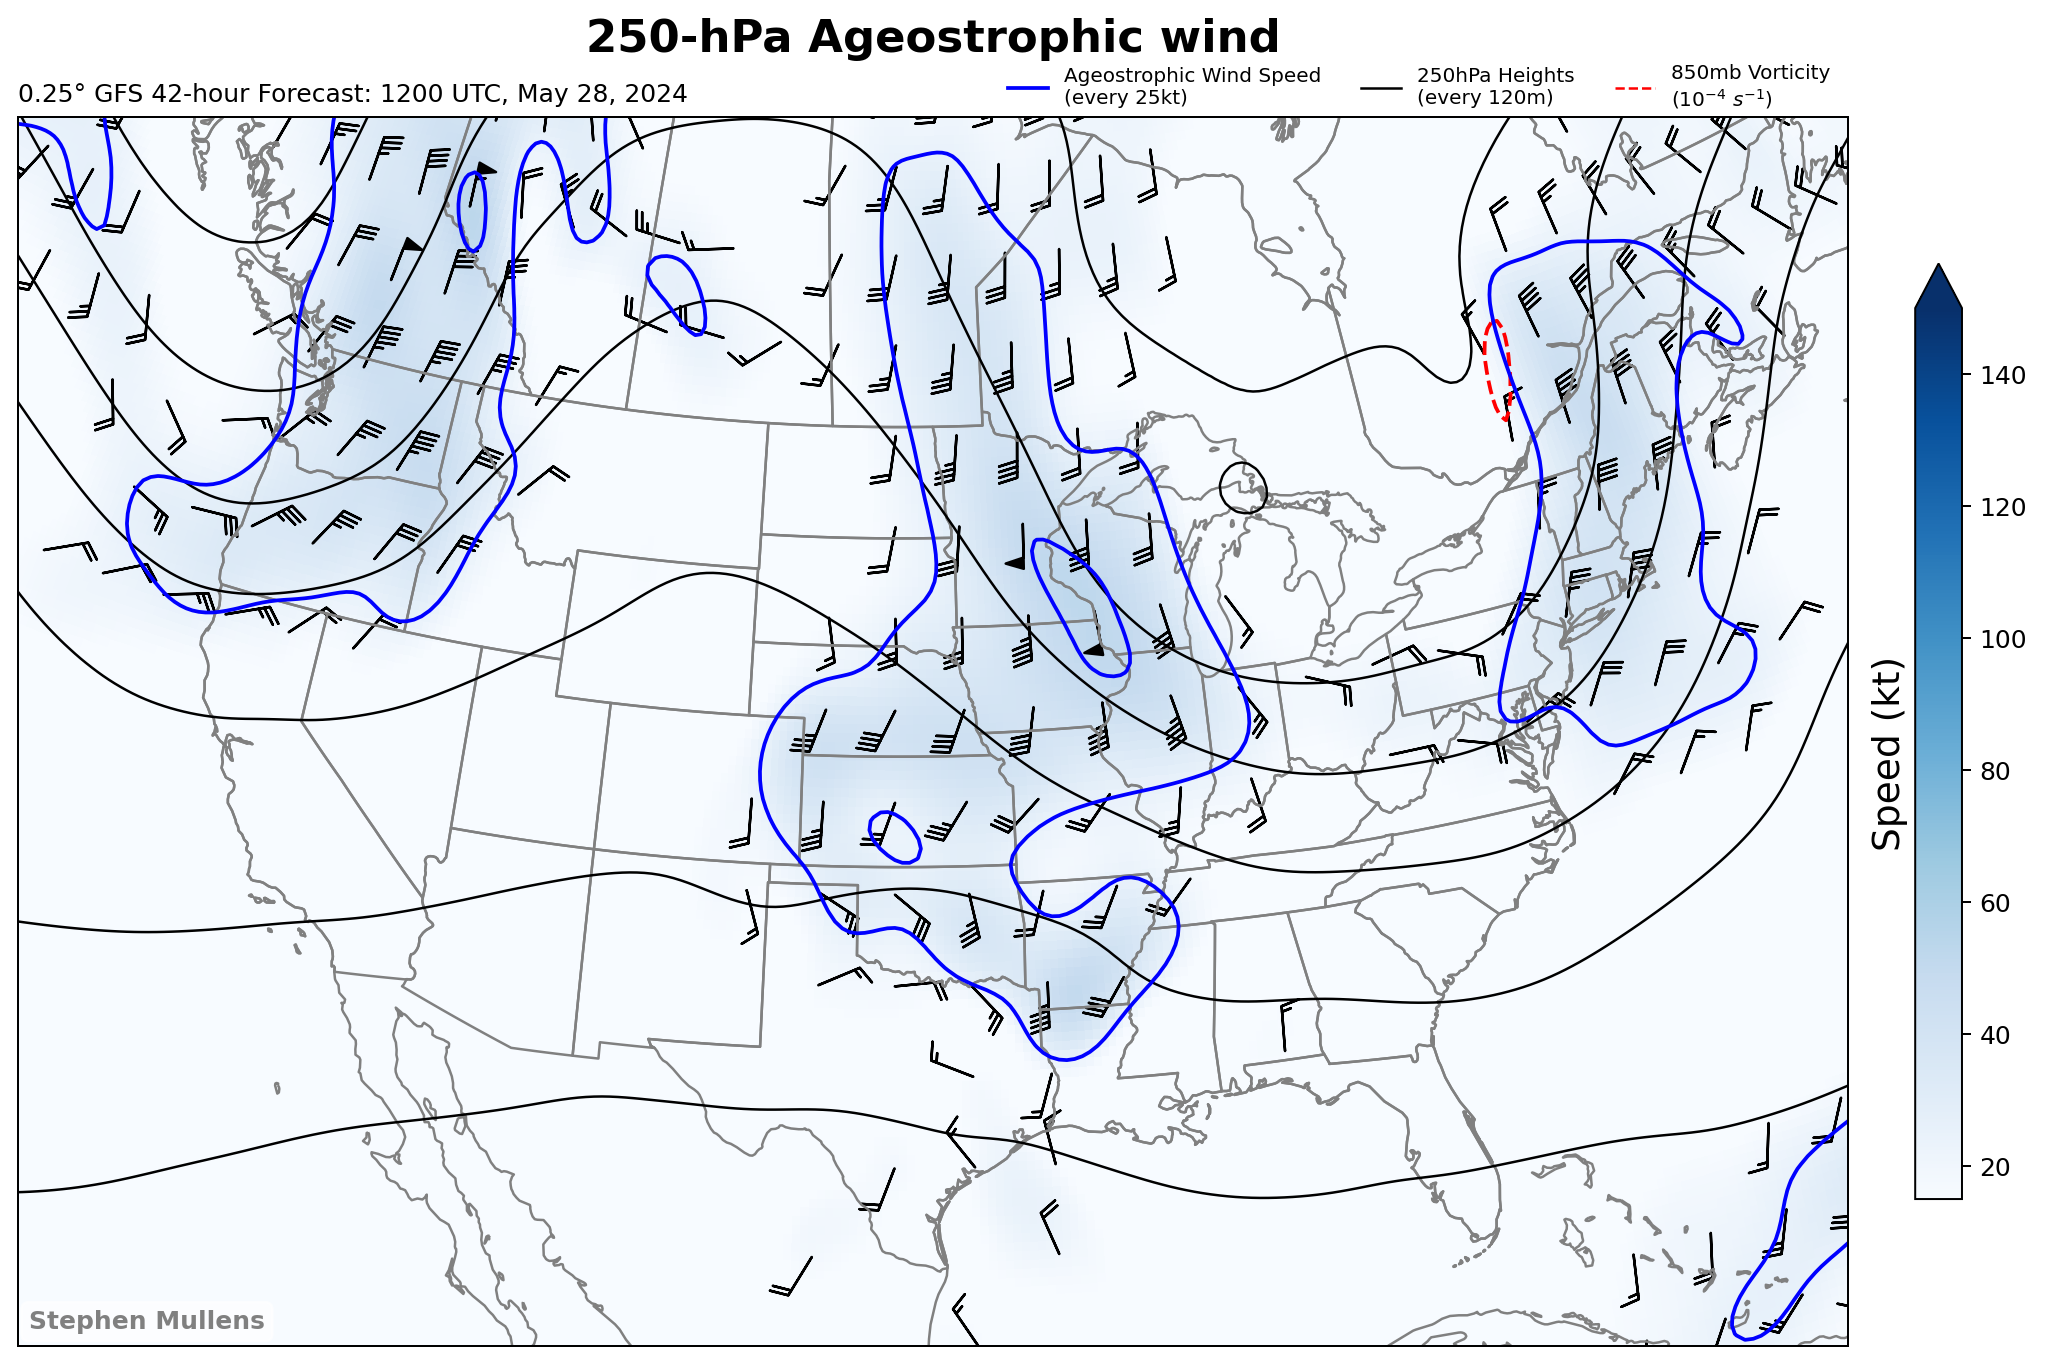 250-hPa Ageostrophic wind
0.25° GFS 42-hour Forecast: 1200 UTC, May 28, 2024
Ageostrophic Wind Speed
(every 25kt)
250hPa Heights
(every 120m)
850mb Vorticity
(10⁻⁴ s⁻¹)
140
120
100
80
60
40
20
Speed (kt)
Stephen Mullens